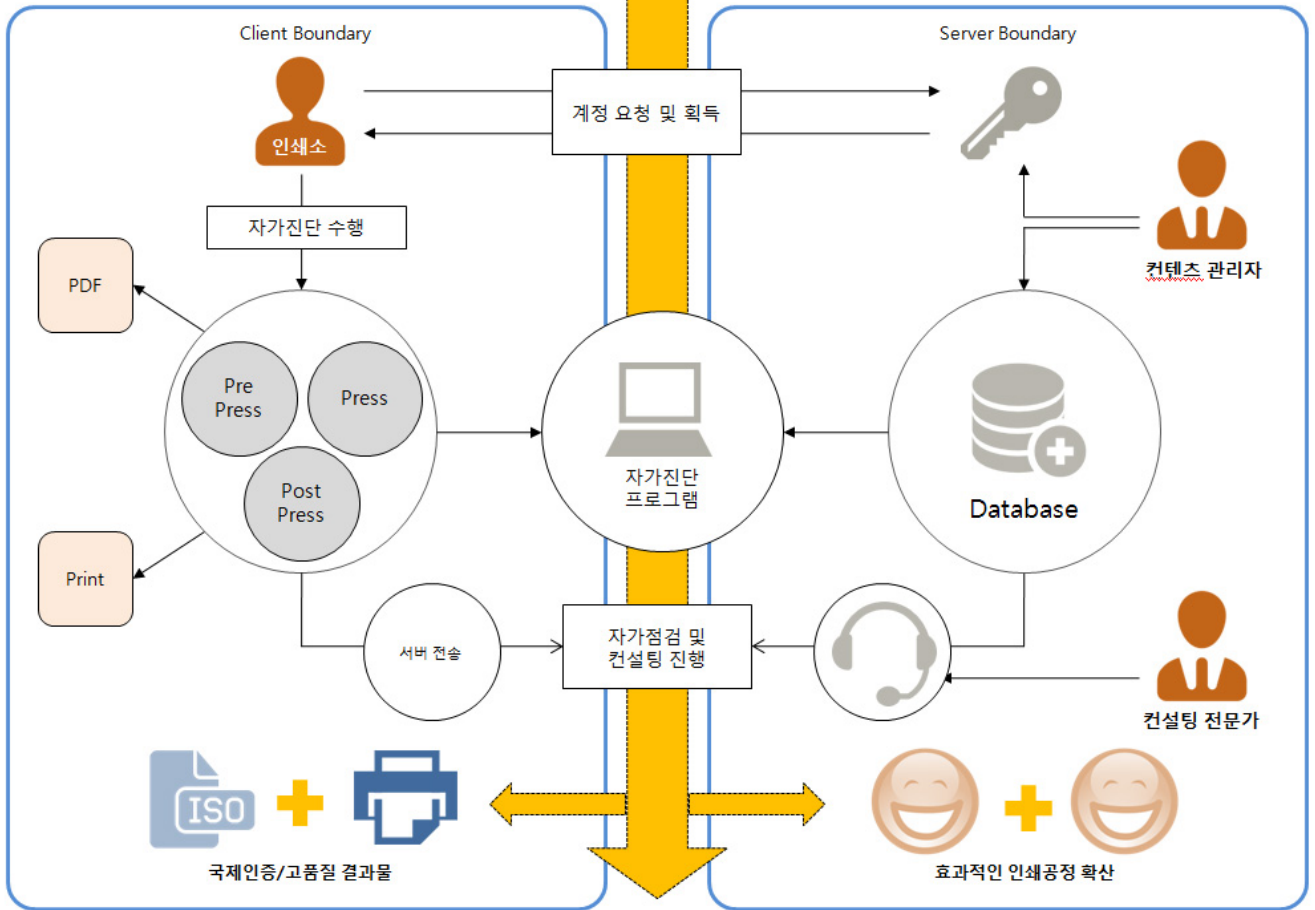 Client Boundary
Server Boundary
인쇄소
계정 요청 및 획득
자가진단 수행
컨텐츠 관리자
PDF
Pre
Press
Press
Post
Press
자가진단
프로그램
Database
Print
서버 전송
자가점검 및
컨설팅 진행
컨설팅 전문가
ISO
국제인증/고품질 결과물
효과적인 인쇄공정 확산